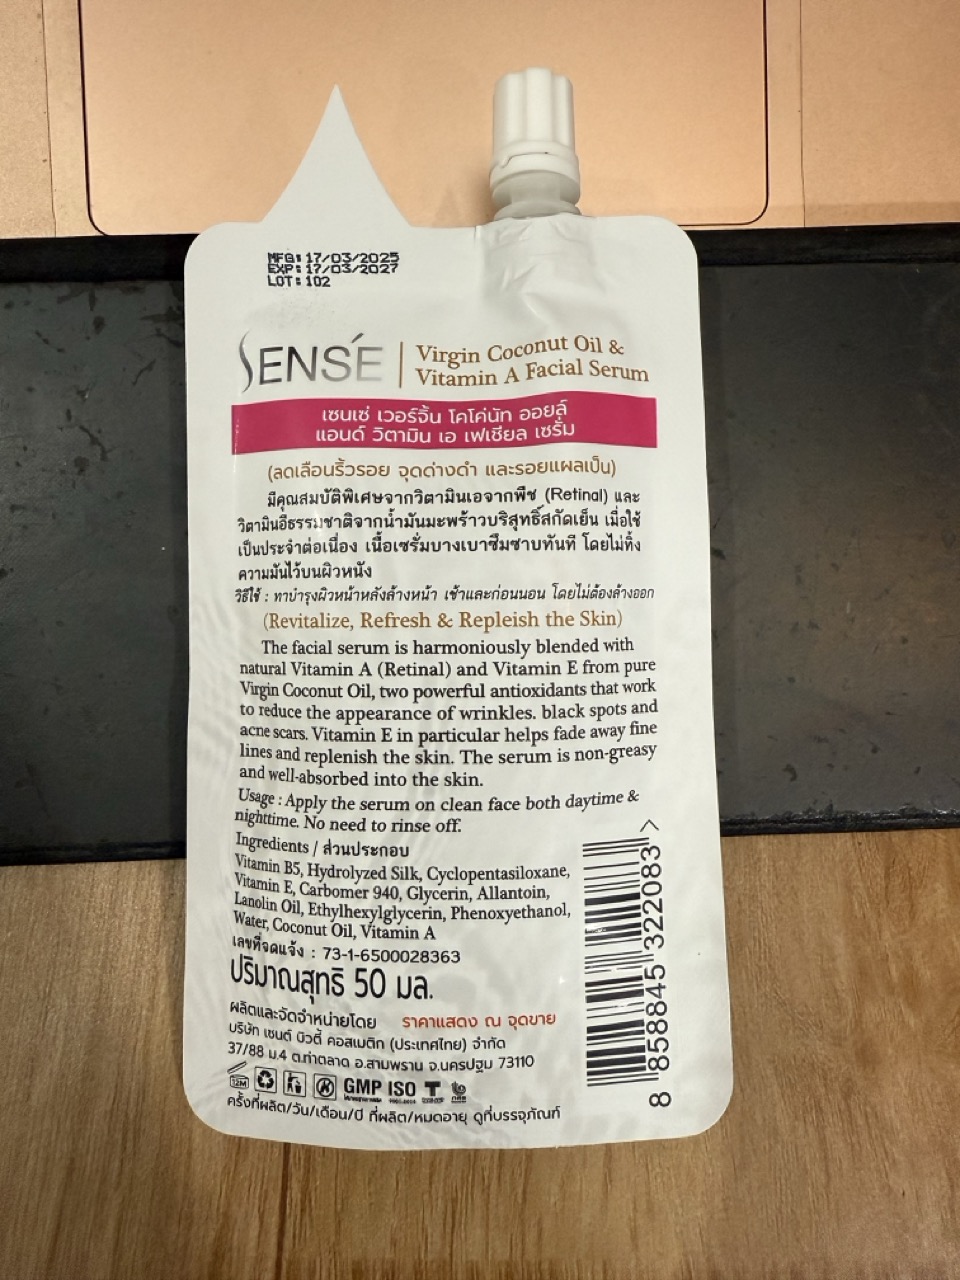 MFG: 17/03/2025
EXP: 17/03/2027
LOT: 102
SENSÉ
Virgin Coconut Oil &
Vitamin A Facial Serum
เซนเซ่ เวอร์จิ้น โคโค่นัท ออยล์
แอนด์ วิตามิน เอ เฟเชียล เซรั่ม
(ลดเลือนริ้วรอย จุดด่างดำ และรอยแผลเป็น)
มีคุณสมบัติพิเศษจากวิตามินเอจากพืช (Retinal) และ
วิตามินอีธรรมชาติจากน้ำมันมะพร้าวบริสุทธิ์สกัดเย็น เมื่อใช้
เป็นประจำต่อเนื่อง เนื้อเซรั่มบางเบาซึมซาบทันที โดยไม่ทิ้ง
ความมันไว้บนผิวหนัง
วิธีใช้ : ทาบำรุงผิวหน้าหลังล้างหน้า เช้าและก่อนนอน โดยไม่ต้องล้างออก
(Revitalize, Refresh & Repleish the Skin)
The facial serum is harmoniously blended with
natural Vitamin A (Retinal) and Vitamin E from pure
Virgin Coconut Oil, two powerful antioxidants that work
to reduce the appearance of wrinkles. black spots and
acne scars. Vitamin E in particular helps fade away fine
lines and replenish the skin. The serum is non-greasy
and well-absorbed into the skin.
Usage : Apply the serum on clean face both daytime &
nighttime. No need to rinse off.
Ingredients / ส่วนประกอบ
Vitamin B5, Hydrolyzed Silk, Cyclopentasiloxane,
Vitamin E, Carbomer 940, Glycerin, Allantoin,
Lanolin Oil, Ethylhexylglycerin, Phenoxyethanol,
Water, Coconut Oil, Vitamin A
เลขที่จดแจ้ง : 73-1-6500028363
ปริมาณสุทธิ 50 มล.
ผลิตและจัดจำหน่ายโดย ราคาแสดง ณ จุดขาย
บริษัท เซนต์ บิวตี้ คอสเมติก (ประเทศไทย) จำกัด
37/88 ม.4 ต.ท่าตลาด อ.สามพราน จ.นครปฐม 73110
12M GMP ISO T
ครั้งที่ผลิต/วัน/เดือน/ปี ที่ผลิต/หมดอายุ ดูที่บรรจุภัณฑ์
8 858845 322083 >